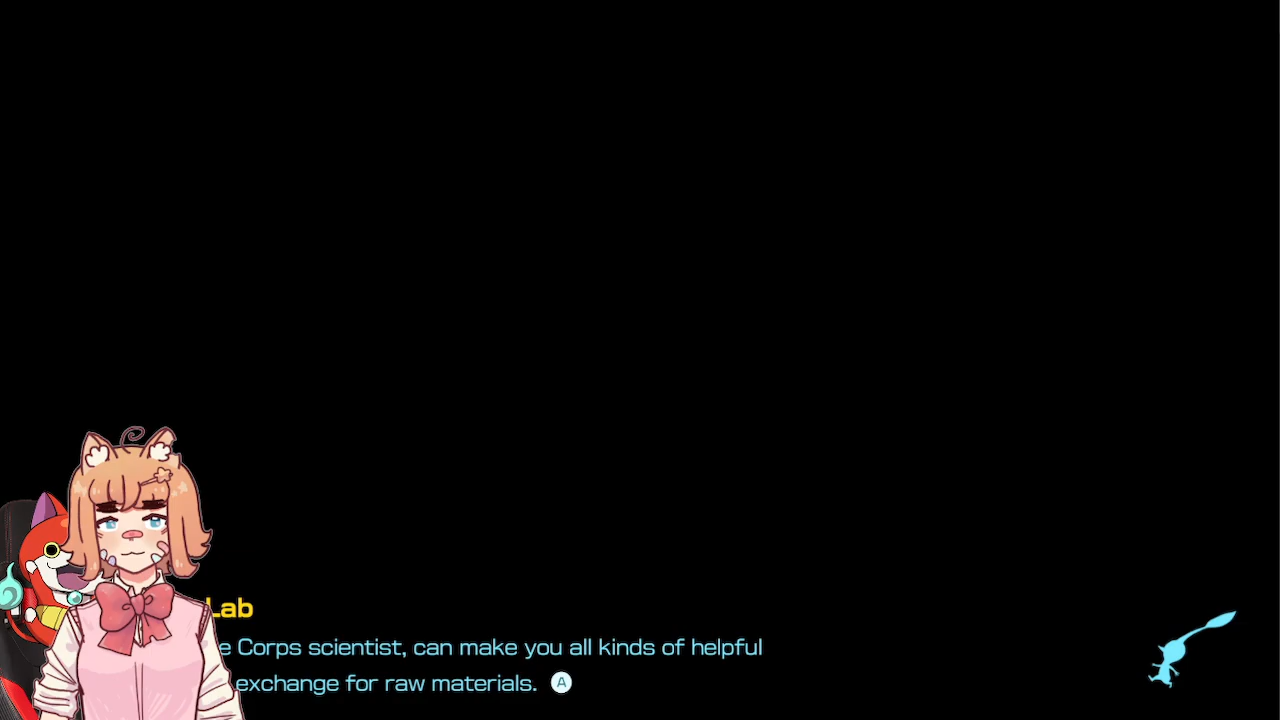 Lab
Corps scientist, can make you all kinds of helpful
exchange for raw materials. A